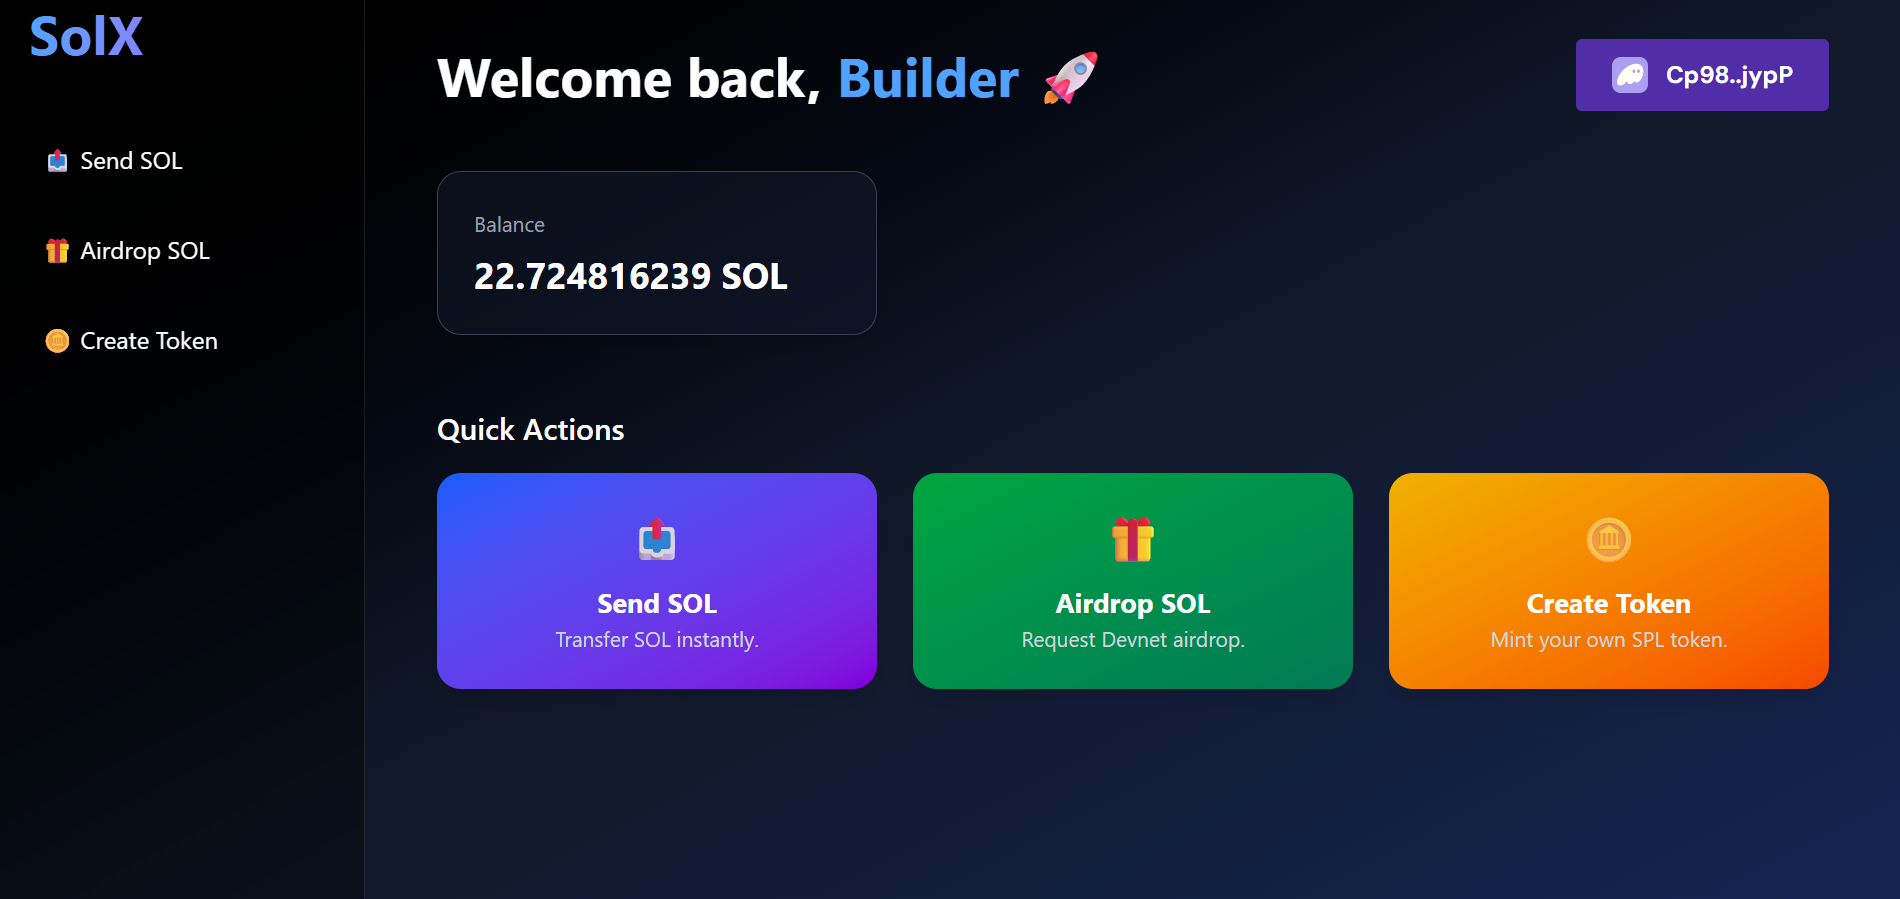 SolX
Send SOL
Airdrop SOL
Create Token
Welcome back, Builder 🚀
Cp98..jypP
Balance
22.724816239 SOL
Quick Actions
Send SOL
Transfer SOL instantly.
Airdrop SOL
Request Devnet airdrop.
Create Token
Mint your own SPL token.